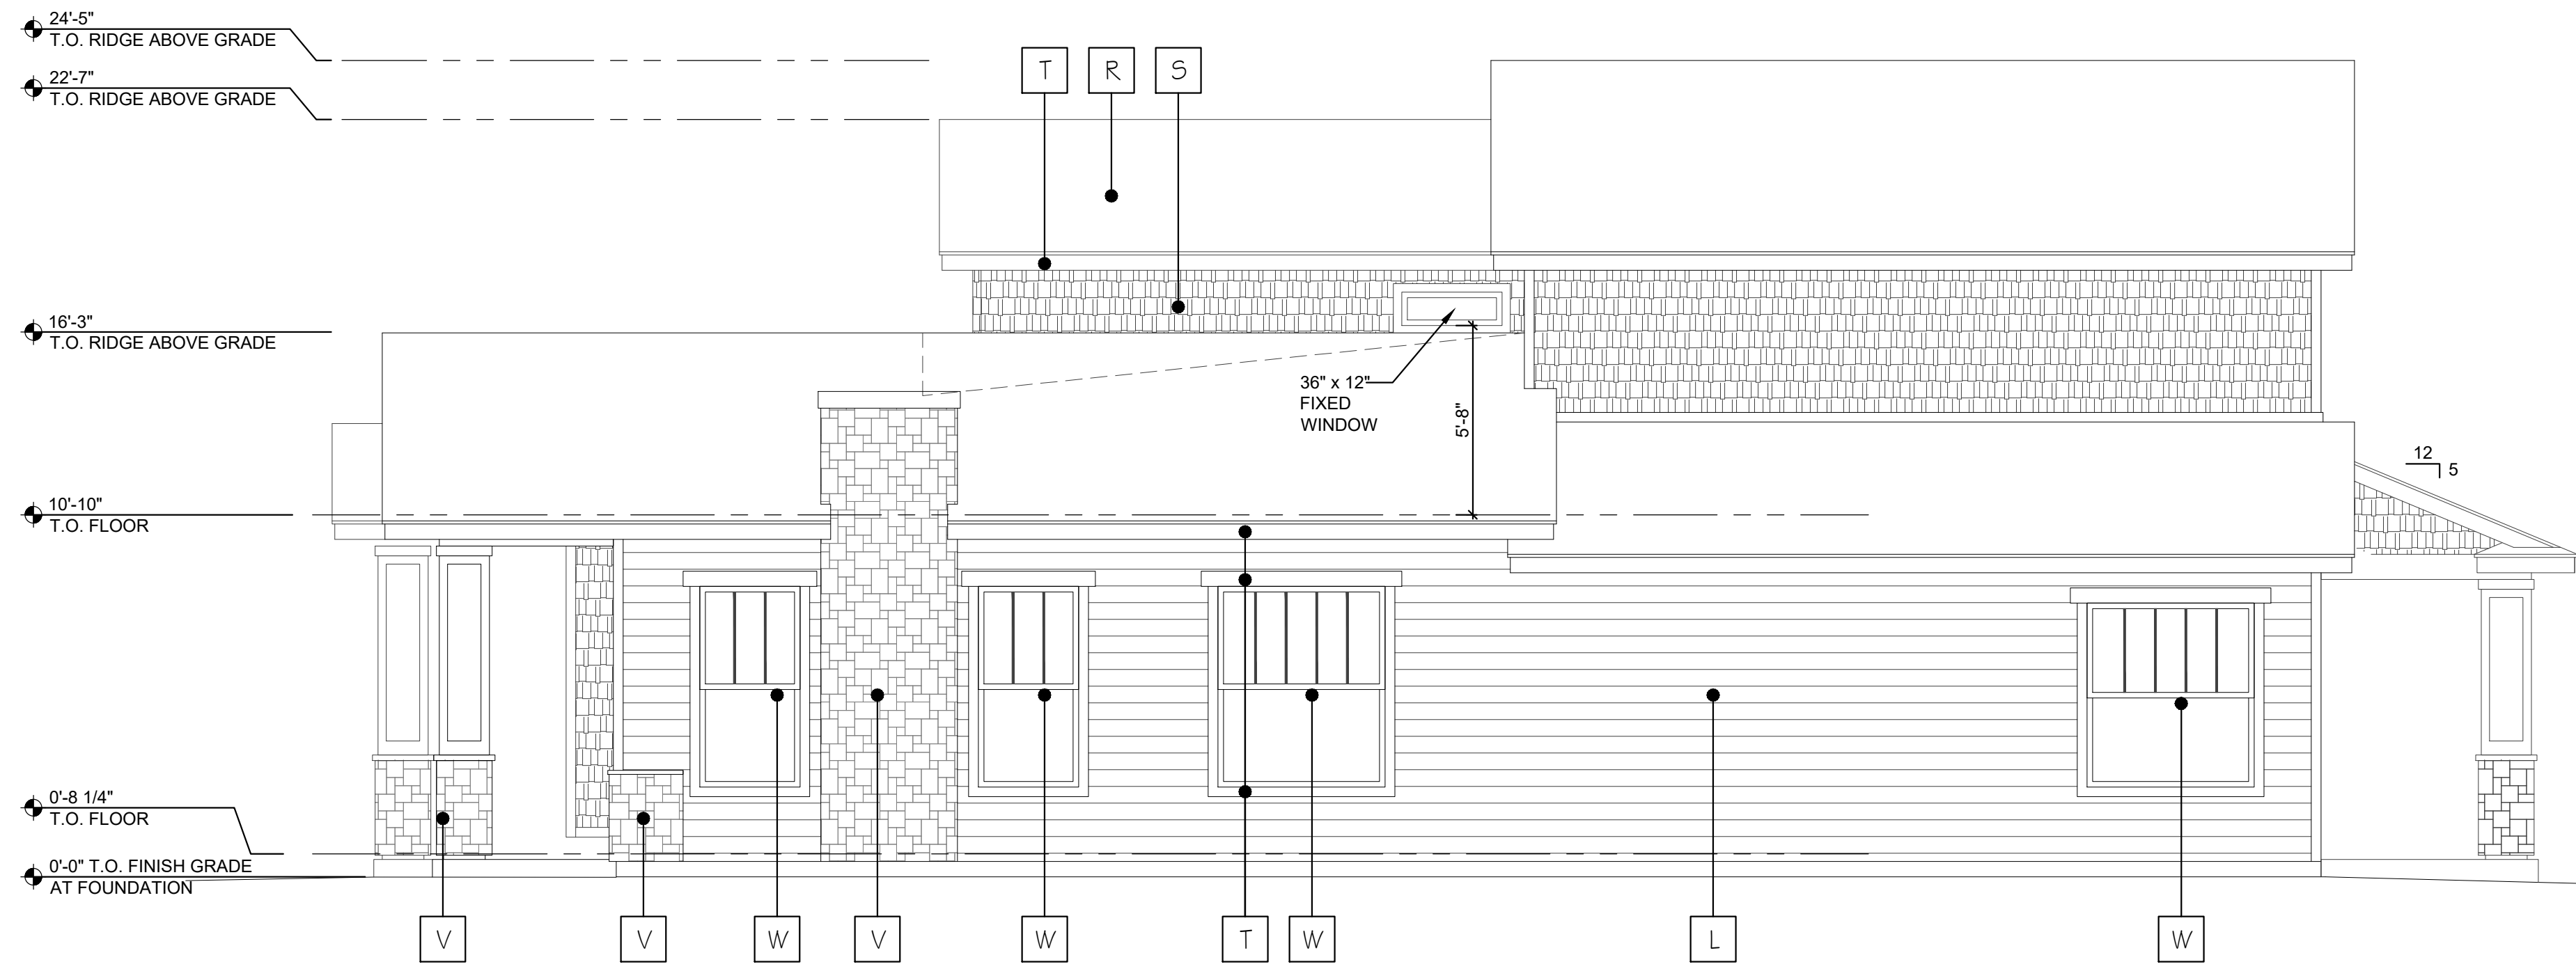 24'-5"
T.O. RIDGE ABOVE GRADE
22'-7"
T.O. RIDGE ABOVE GRADE
T R S
16'-3"
T.O. RIDGE ABOVE GRADE
36" x 12"
FIXED
WINDOW
5'-8"
12
5
10'-10"
T.O. FLOOR
0'-8 1/4"
T.O. FLOOR
0'-0" T.O. FINISH GRADE
AT FOUNDATION
V V W V W T W L W